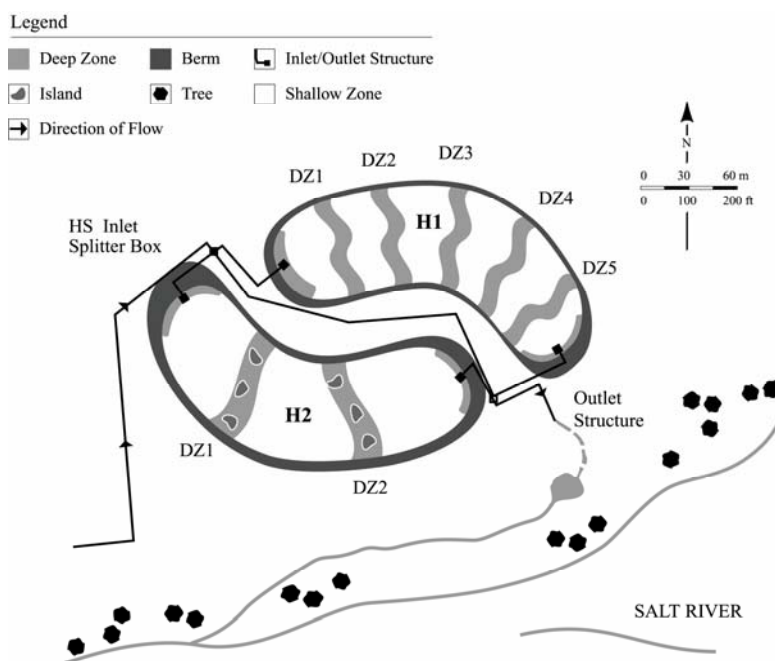 Legend
Deep Zone
Berm
Inlet/Outlet Structure
Island
Tree
Shallow Zone
Direction of Flow
N
0 30 60 m
0 100 200 ft
DZ1
DZ2
DZ3
DZ4
DZ5
H1
HS Inlet
Splitter Box
H2
DZ1
DZ2
Outlet
Structure
SALT RIVER